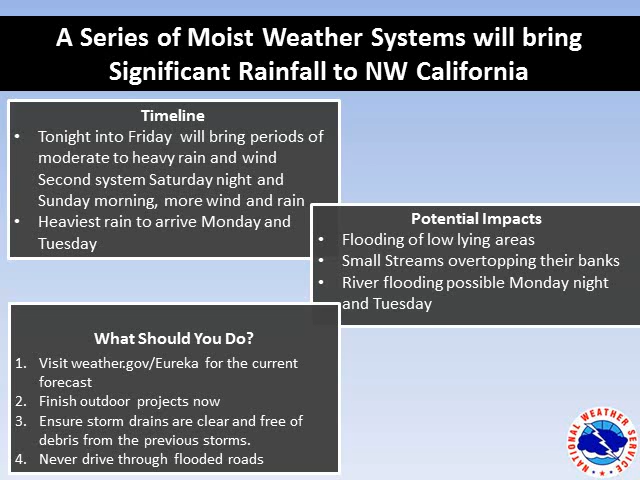 A Series of Moist Weather Systems will bring
Significant Rainfall to NW California
Timeline
• Tonight into Friday will bring periods of
moderate to heavy rain and wind
Second system Saturday night and
Sunday morning, more wind and rain
• Heaviest rain to arrive Monday and
Tuesday
Potential Impacts
• Flooding of low lying areas
• Small Streams overtopping their banks
• River flooding possible Monday night
and Tuesday
What Should You Do?
1. Visit weather.gov/Eureka for the current
forecast
2. Finish outdoor projects now
3. Ensure storm drains are clear and free of
debris from the previous storms.
4. Never drive through flooded roads
NATIONAL WEATHER SERVICE